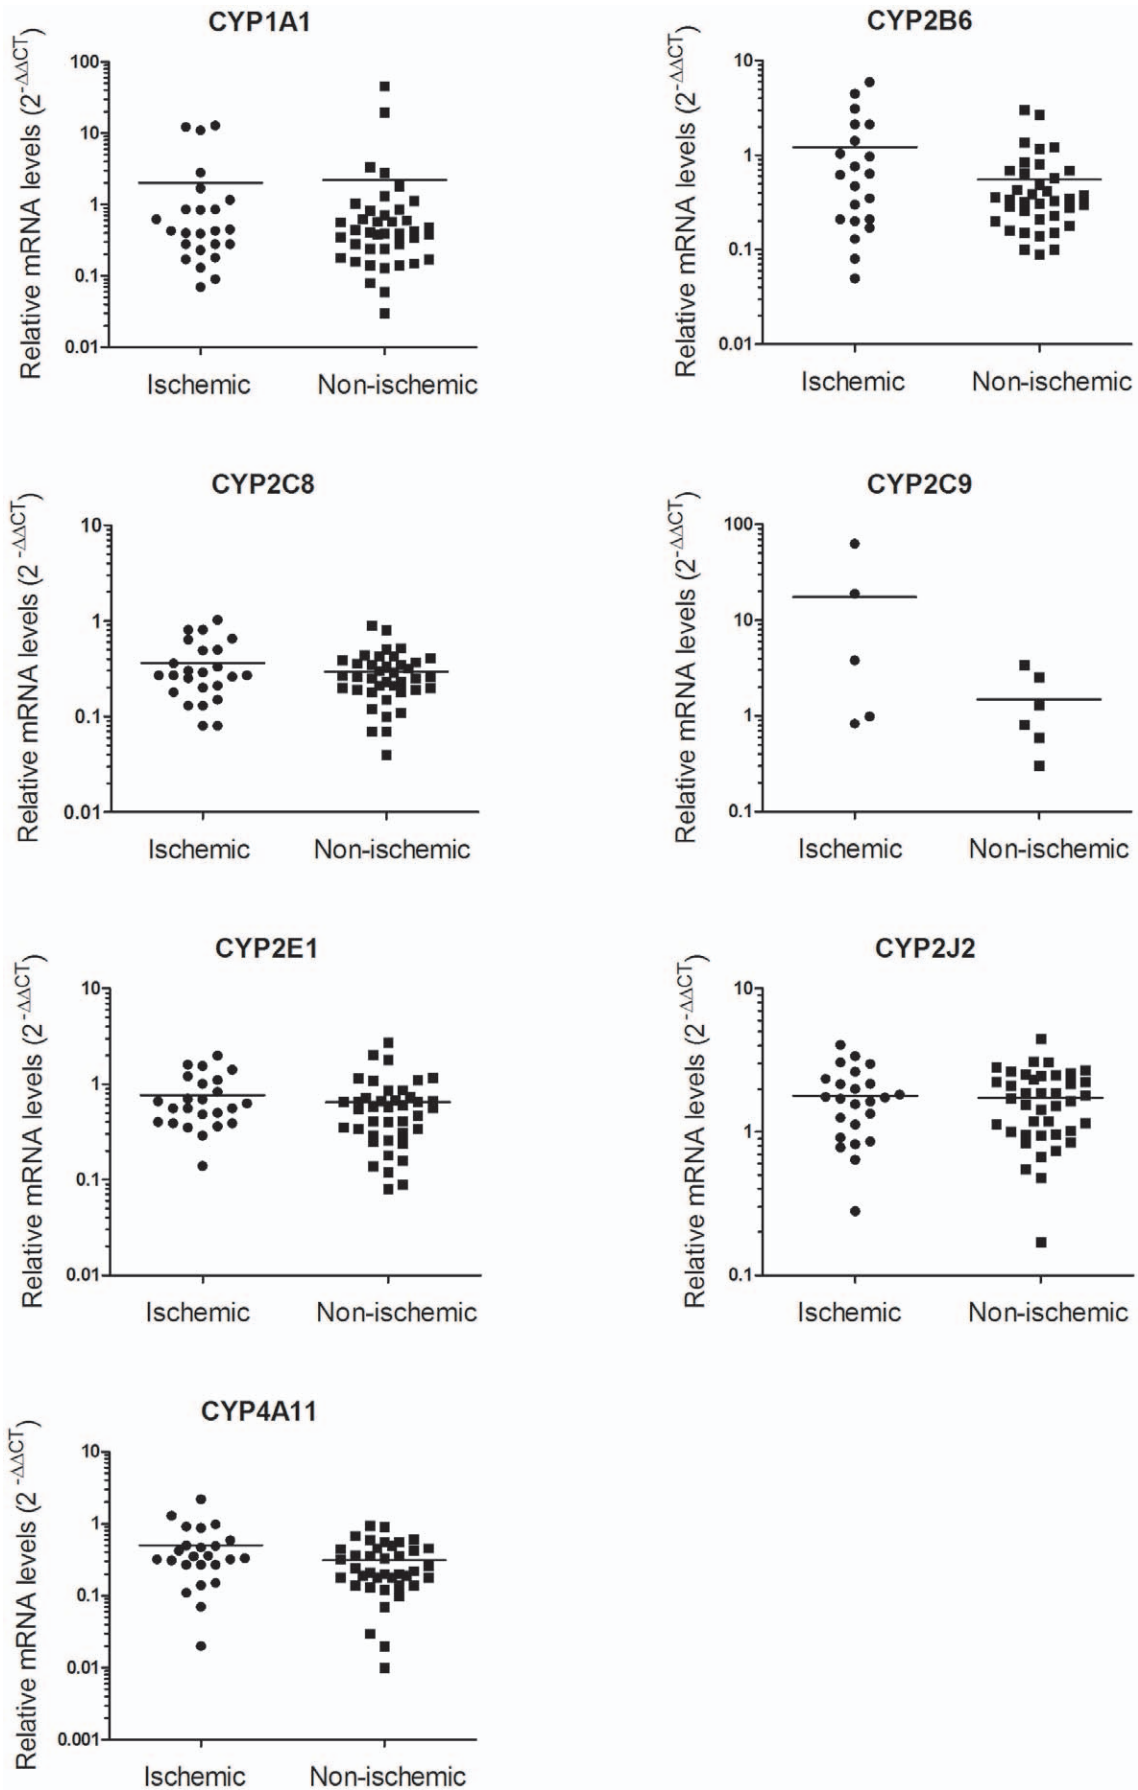 CYP1A1
Relative mRNA levels (2^-ΔΔCT)
100
10
1
0.1
0.01
Ischemic
Non-ischemic
CYP2B6
Relative mRNA levels (2^-ΔΔCT)
10
1
0.1
0.01
Ischemic
Non-ischemic
CYP2C8
Relative mRNA levels (2^-ΔΔCT)
10
1
0.1
0.01
Ischemic
Non-ischemic
CYP2C9
Relative mRNA levels (2^-ΔΔCT)
100
10
1
0.1
Ischemic
Non-ischemic
CYP2E1
Relative mRNA levels (2^-ΔΔCT)
10
1
0.1
0.01
Ischemic
Non-ischemic
CYP2J2
Relative mRNA levels (2^-ΔΔCT)
10
1
0.1
Ischemic
Non-ischemic
CYP4A11
Relative mRNA levels (2^-ΔΔCT)
10
1
0.1
0.01
0.001
Ischemic
Non-ischemic